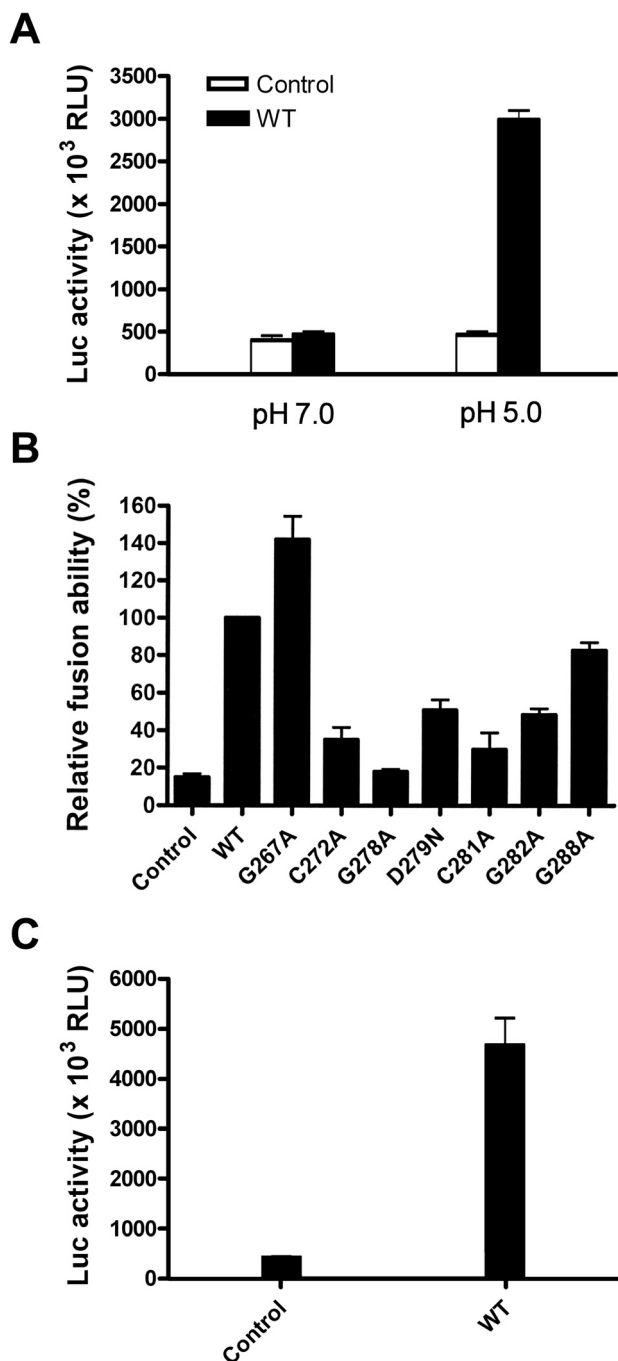 A
Luc activity (x 10³ RLU)
3500
3000
2500
2000
1500
1000
500
0
Control
WT
pH 7.0
pH 5.0
B
Relative fusion ability (%)
160
140
120
100
80
60
40
20
0
Control
WT
G267A
C272A
G278A
D279N
C281A
G282A
G288A
C
Luc activity (x 10³ RLU)
6000
5000
4000
3000
2000
1000
0
Control
WT